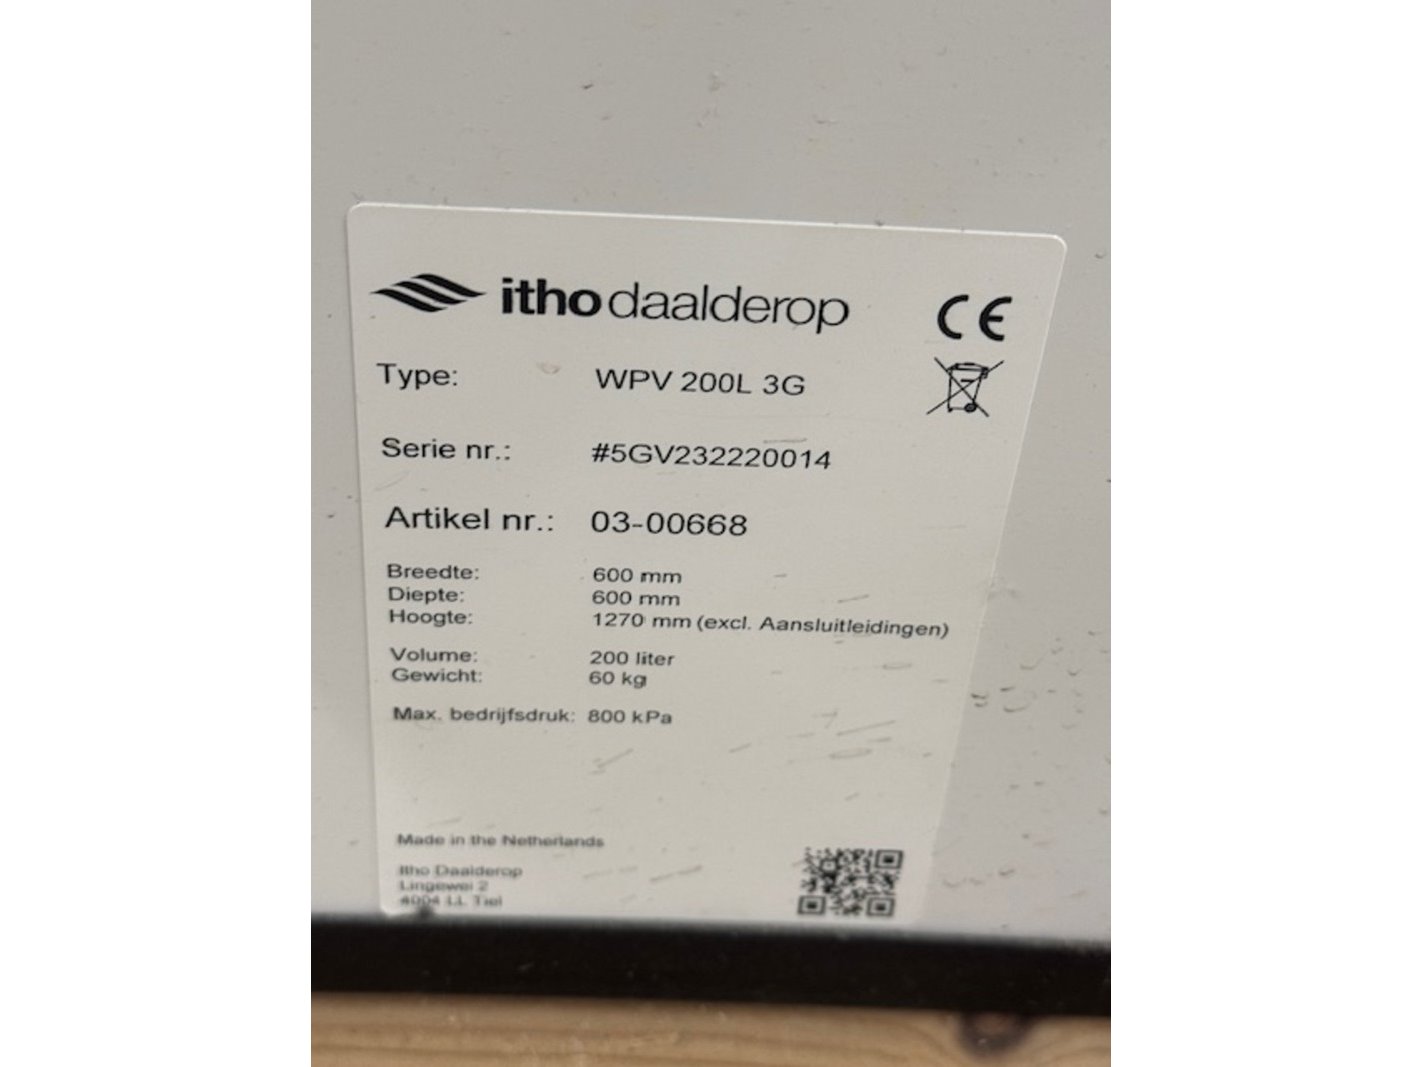 itho daalderop CE
Type: WPV 200L 3G
Serie nr.: #5GV232220014
Artikel nr.: 03-00668
Breedte: 600 mm
Diepte: 600 mm
Hoogte: 1270 mm (excl. Aansluitleidingen)
Volume: 200 liter
Gewicht: 60 kg
Max. bedrijfsdruk: 800 kPa
Made in the Netherlands
Itho Daalderop
Lingewei 2
4004 LL Tiel